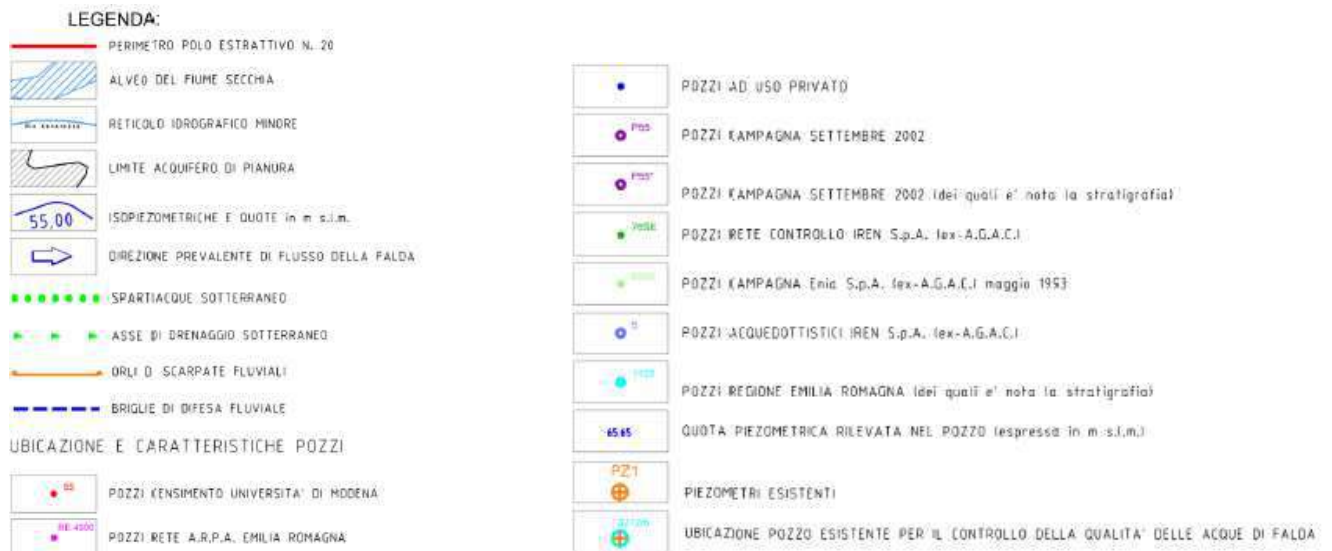 LEGENDA:
PERIMETRO POLO ESTRATTIVO N. 20
ALVEO DEL FIUME SECCHIA
RETICOLO IDROGRAFICO MINORE
LIMITE ACQUIFERO DI PIANURA
55,00
ISOPIEZOMETRICHE E QUOTE in m s.l.m.
DIREZIONE PREVALENTE DI FLUSSO DELLA FALDA
SPARTIACQUE SOTTERRANEO
ASSE DI DRENAGGIO SOTTERRANEO
ORLI D SCARPATE FLUVIALI
BRIGLIE DI DIFESA FLUVIALE
UBICAZIONE E CARATTERISTICHE POZZI
POZZI CENSIMENTO UNIVERSITA' DI MODENA
POZZI RETE A.R.P.A. EMILIA ROMAGNA
POZZI AD USO PRIVATO
POZZI CAMPAGNA SETTEMBRE 2002
POZZI CAMPAGNA SETTEMBRE 2002 (dei quali e' nota la stratigrafia)
POZZI RETE CONTROLLO IREN S.p.A. (ex-A.G.A.C.)
POZZI CAMPAGNA Enia S.p.A. (ex-A.G.A.C.) maggio 1993
POZZI ACQUEDOTTISTICI IREN S.p.A. (ex-A.G.A.C.)
POZZI REGIONE EMILIA ROMAGNA (dei quali e' nota la stratigrafia)
65.65
QUOTA PIEZOMETRICA RILEVATA NEL POZZO (espressa in m s.l.m.)
PZ1
PIEZOMETRI ESISTENTI
UBICAZIONE POZZO ESISTENTE PER IL CONTROLLO DELLA QUALITA' DELLE ACQUE DI FALDA